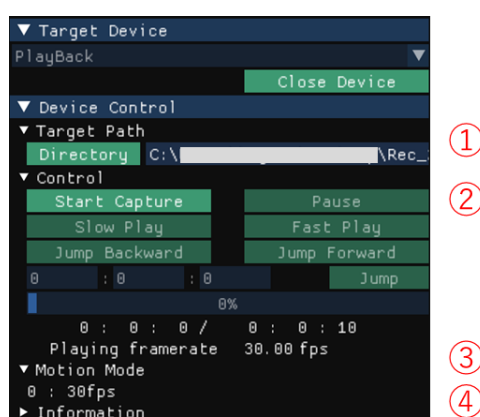 ▼ Target Device
PlayBack ▼
Close Device
▼ Device Control
▼ Target Path
Directory C:\ \Rec_ ①
▼ Control
Start Capture Pause ②
Slow Play Fast Play
Jump Backward Jump Forward
0 : 0 : 0 Jump
0%
0 : 0 : 0 / 0 : 0 : 10
Playing framerate 30.00 fps
▼ Motion Mode ③
0 : 30fps
► Information ④